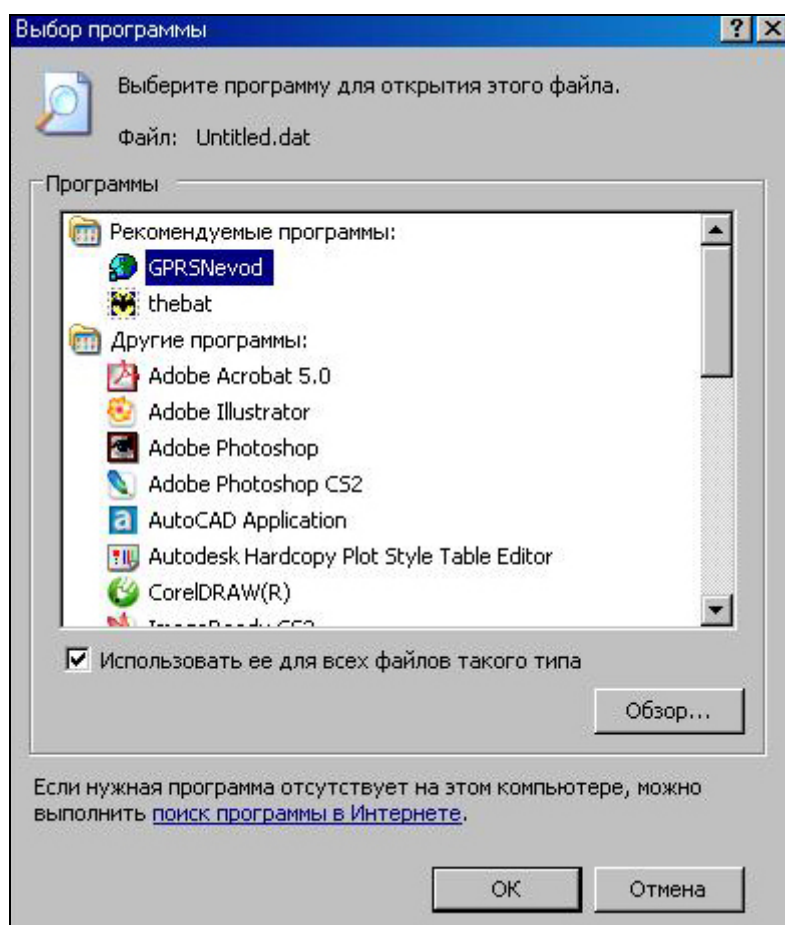 Выбор программы
Выберите программу для открытия этого файла.
Файл: Untitled.dat
Программы
Рекомендуемые программы:
GPRSNevod
thebat
Другие программы:
Adobe Acrobat 5.0
Adobe Illustrator
Adobe Photoshop
Adobe Photoshop CS2
AutoCAD Application
Autodesk Hardcopy Plot Style Table Editor
CorelDRAW(R)
ImageReady CS2
Использовать ее для всех файлов такого типа
Обзор...
Если нужная программа отсутствует на этом компьютере, можно
выполнить поиск программы в Интернете.
ОК
Отмена